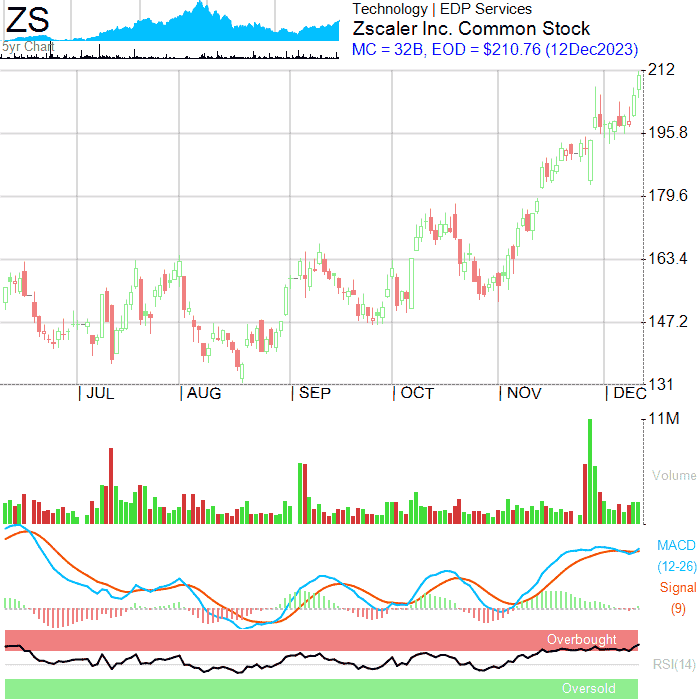 ZS
5yr Chart
Technology | EDP Services
Zscaler Inc. Common Stock
MC = 32B, EOD = $210.76 (12Dec2023)
212
195.8
179.6
163.4
147.2
131
JUL AUG SEP OCT NOV DEC
11M
Volume
MACD
(12-26)
Signal
(9)
Overbought
RSI(14)
Oversold